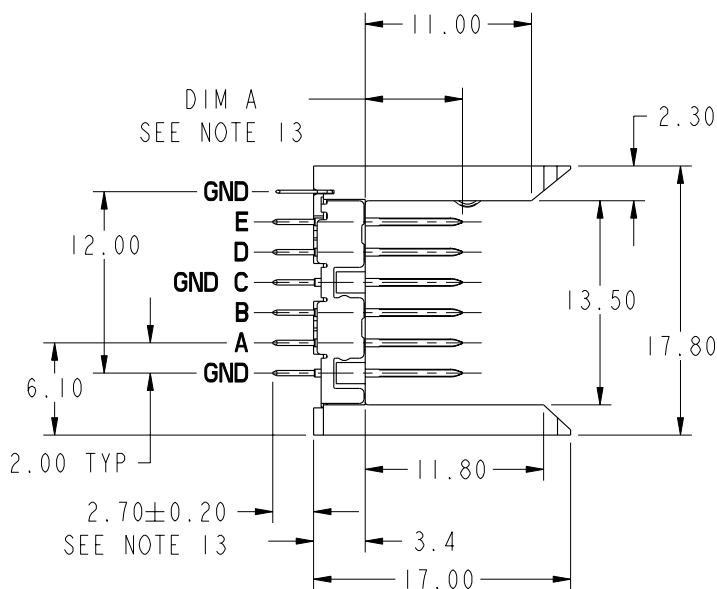 11.00
DIM A
SEE NOTE 13
2.30
GND
E
12.00
D
GND C
13.50
B
17.80
A
6.10
GND
2.00 TYP
11.80
2.70±0.20
SEE NOTE 13
3.4
17.00